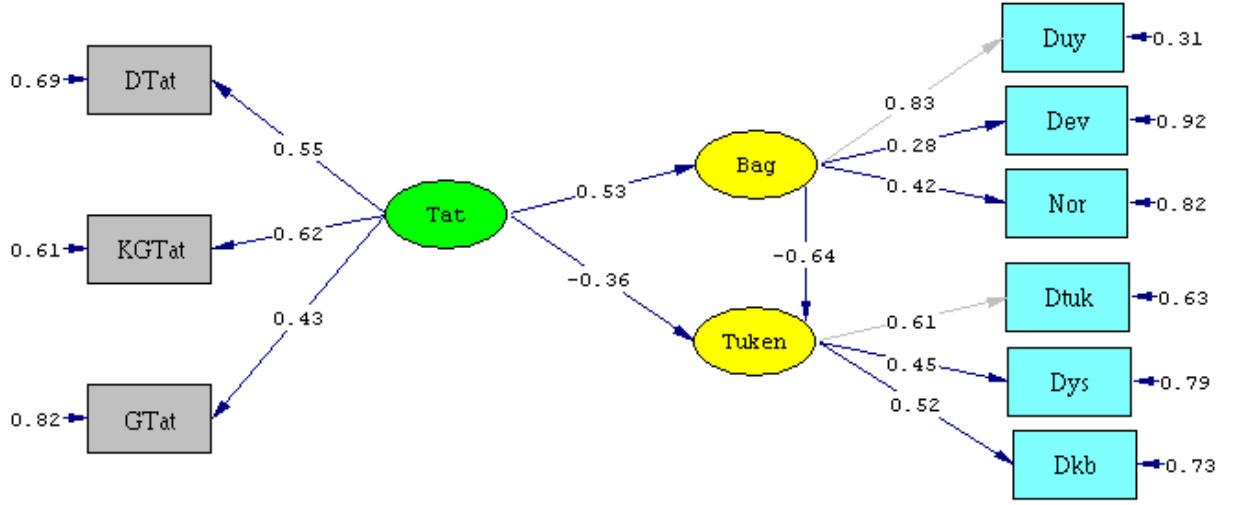 0.69
DTat
0.55
0.61
KGTat
0.62
0.82
GTat
0.43
Tat
0.53
-0.36
Bag
-0.64
Tuken
0.83
Duy
0.31
0.28
Dev
0.92
0.42
Nor
0.82
0.61
Dtuk
0.63
0.45
Dys
0.79
0.52
Dkb
0.73